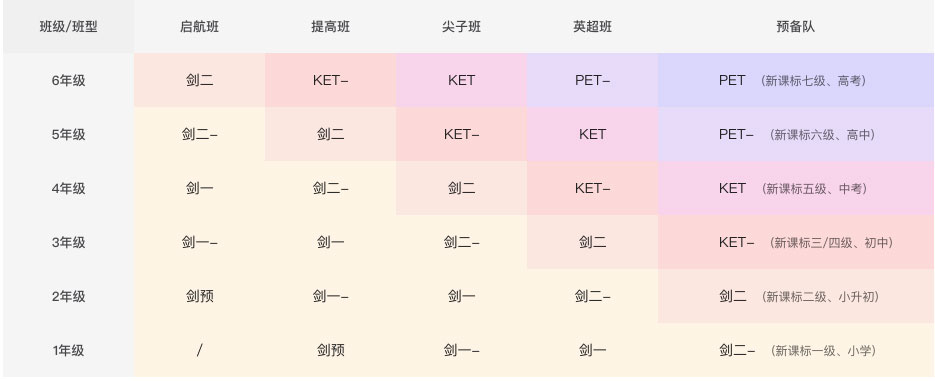 班级/班型 启航班 提高班 尖子班 英超班 预备队
6年级 剑二 KET- KET PET- PET （新课标七级、高考）
5年级 剑二- 剑二 KET- KET PET- （新课标六级、高中）
4年级 剑一 剑二- 剑二 KET- KET （新课标五级、中考）
3年级 剑一- 剑一 剑二- 剑二 KET- （新课标三/四级、初中）
2年级 剑预 剑一- 剑一 剑二- 剑二 （新课标二级、小升初）
1年级 / 剑预 剑一- 剑一 剑二- （新课标一级、小学）